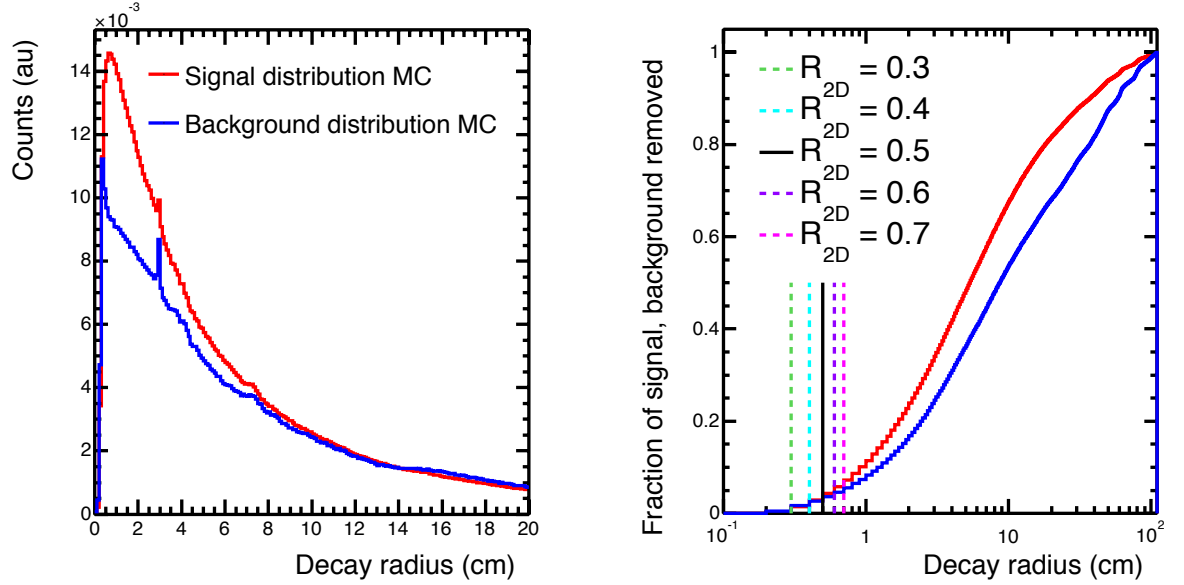 ×10⁻³
Counts (au)
14
12
10
8
6
4
2
0
0 2 4 6 8 10 12 14 16 18 20
Decay radius (cm)
Signal distribution MC
Background distribution MC
Fraction of signal, background removed
1
0.8
0.6
0.4
0.2
0
10⁻¹ 1 10 10²
Decay radius (cm)
R₂D = 0.3
R₂D = 0.4
R₂D = 0.5
R₂D = 0.6
R₂D = 0.7